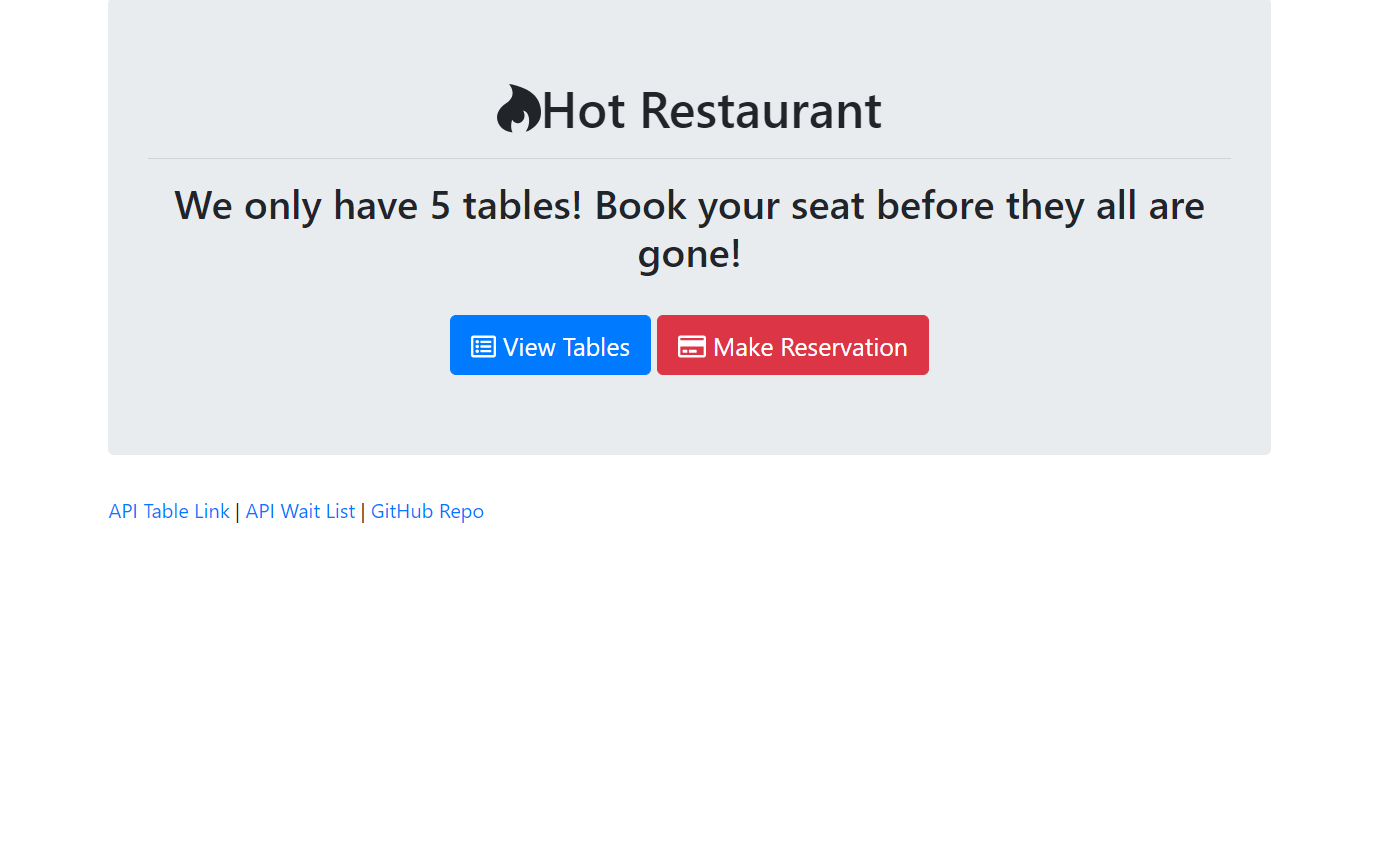 Hot Restaurant
We only have 5 tables! Book your seat before they all are
gone!
View Tables Make Reservation
API Table Link | API Wait List | GitHub Repo